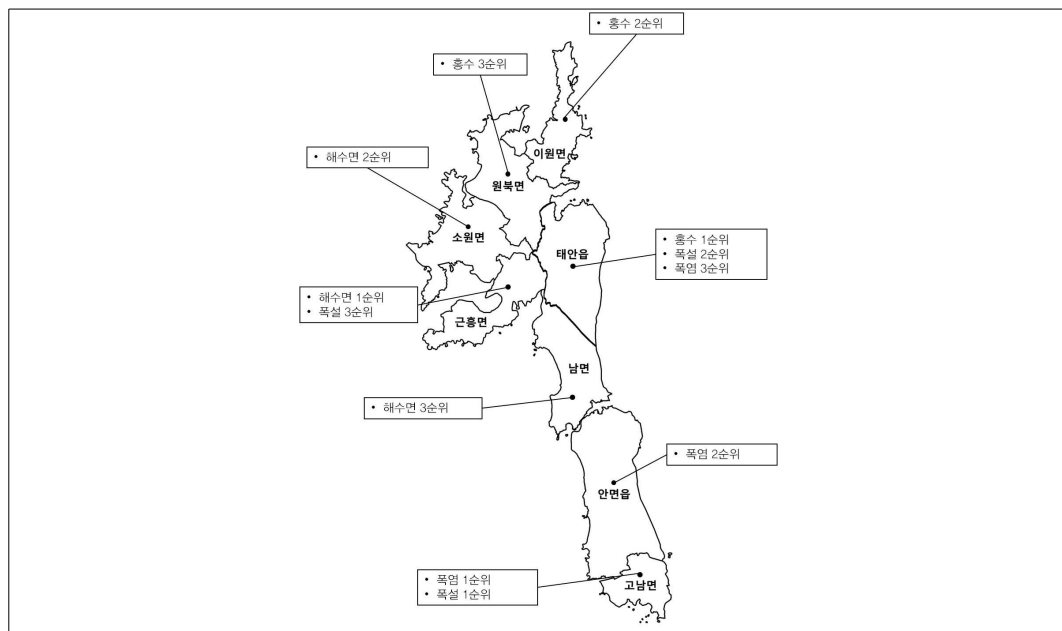 • 홍수 2순위
• 홍수 3순위
이원면
• 해수면 2순위
원북면
소원면
태안읍
• 홍수 1순위
• 폭설 2순위
• 폭염 3순위
• 해수면 1순위
• 폭설 3순위
근흥면
남면
• 해수면 3순위
• 폭염 2순위
안면읍
• 폭염 1순위
• 폭설 1순위
고남면